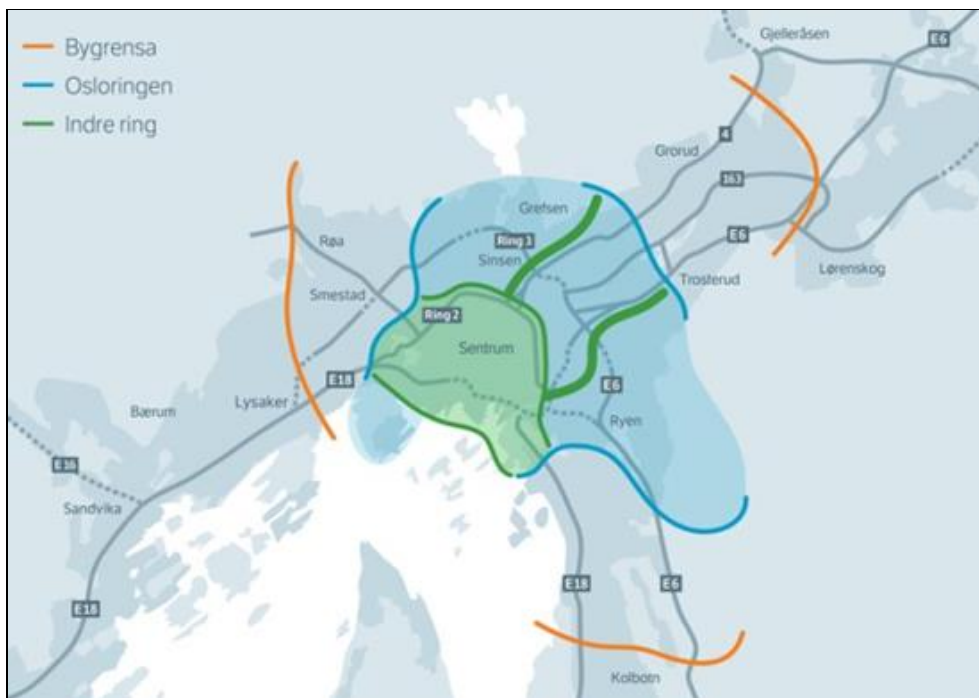 Bygrensa
Osloringen
Indre ring
Gjelleråsen
E6
4
Grorud
163
Røa
Grefsen
Ring 3
Sinsen
E6
Trosterud
Lørenskog
Smestad
Ring 2
Sentrum
E18
Lysaker
E6
Bærum
Ryen
E16
Sandvika
E18
E18
E6
Kolbotn